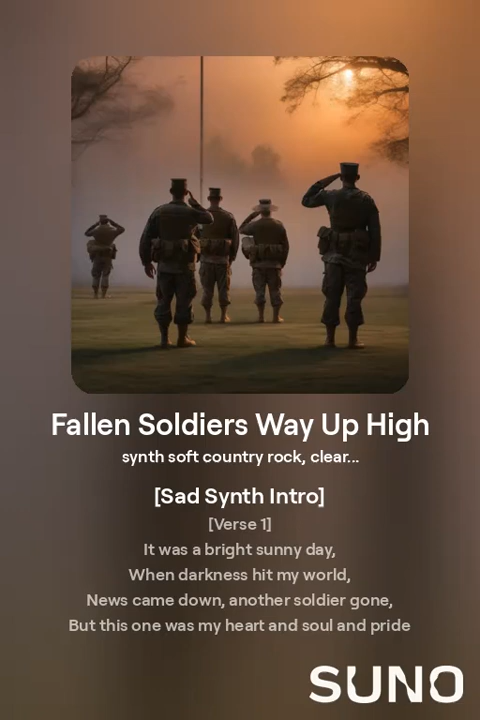 Fallen Soldiers Way Up High
synth soft country rock, clear...
[Sad Synth Intro]
[Verse 1]
It was a bright sunny day,
When darkness hit my world,
News came down, another soldier gone,
But this one was my heart and soul and pride
SUNO